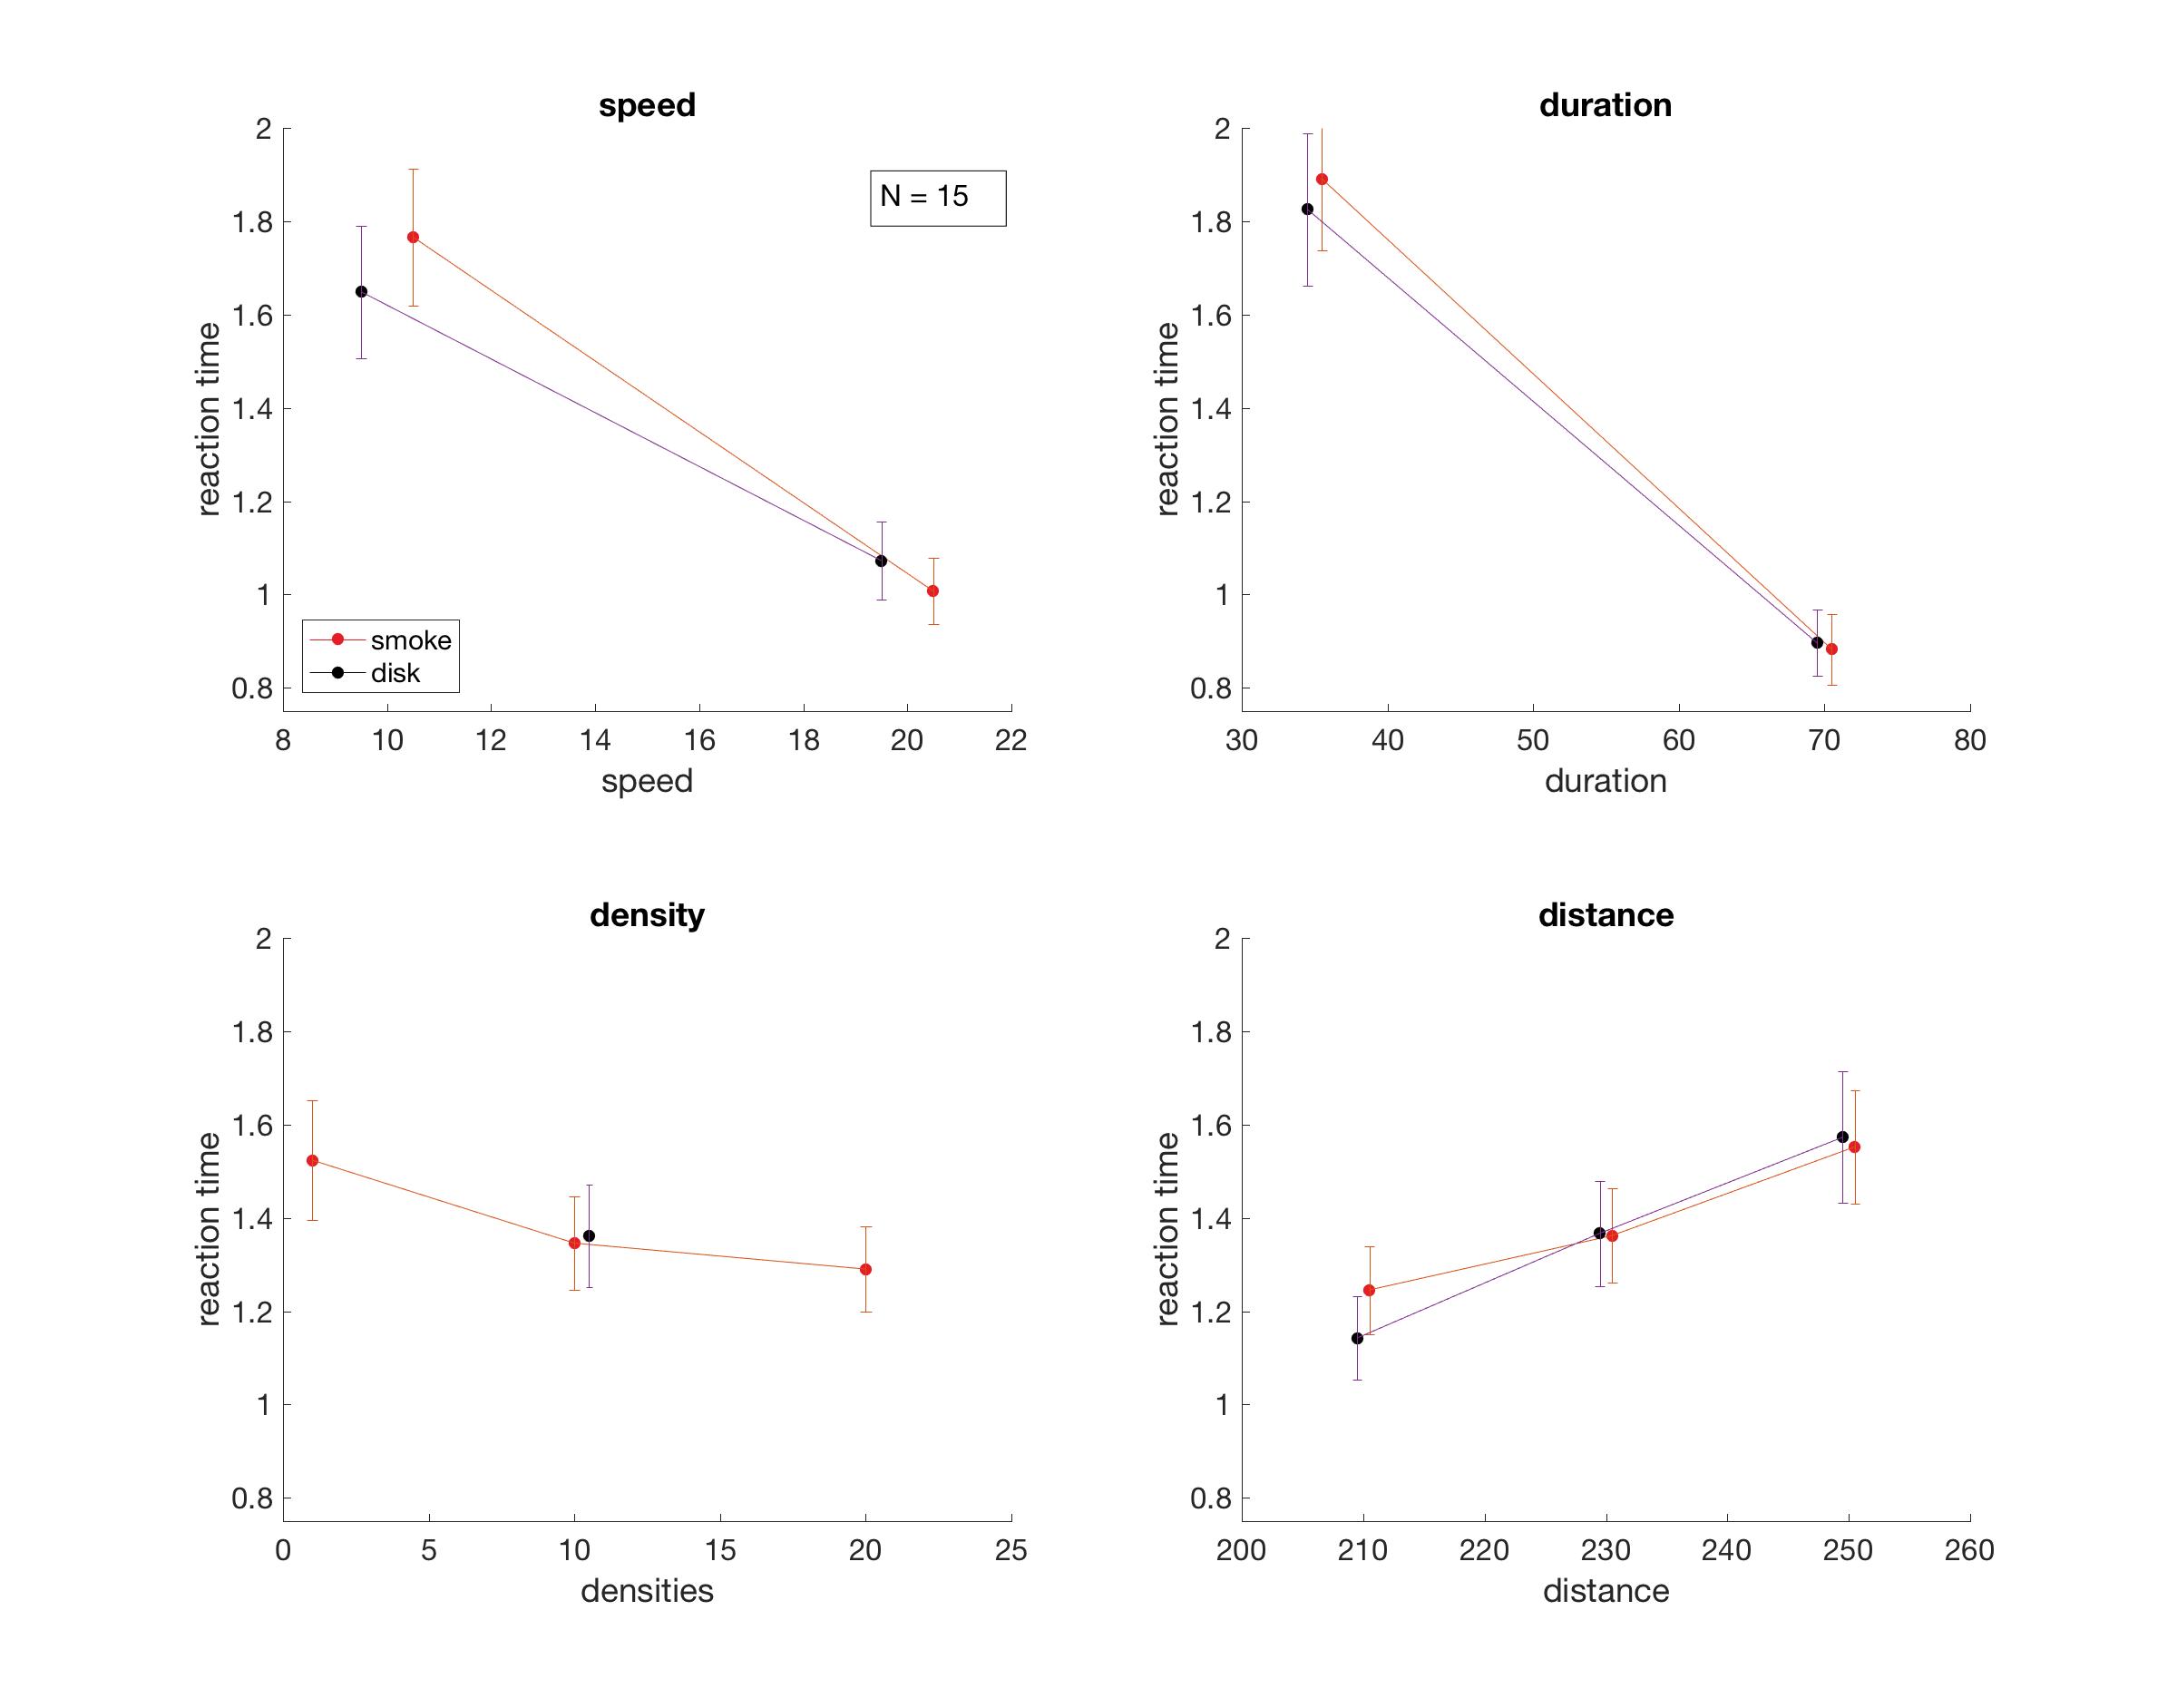 speed
2
1.8
1.6
1.4
1.2
1
0.8
reaction time
N = 15
smoke
disk
8 10 12 14 16 18 20 22
speed
duration
2
1.8
1.6
1.4
1.2
1
0.8
reaction time
30 40 50 60 70 80
duration
density
2
1.8
1.6
1.4
1.2
1
0.8
reaction time
0 5 10 15 20 25
densities
distance
2
1.8
1.6
1.4
1.2
1
0.8
reaction time
200 210 220 230 240 250 260
distance